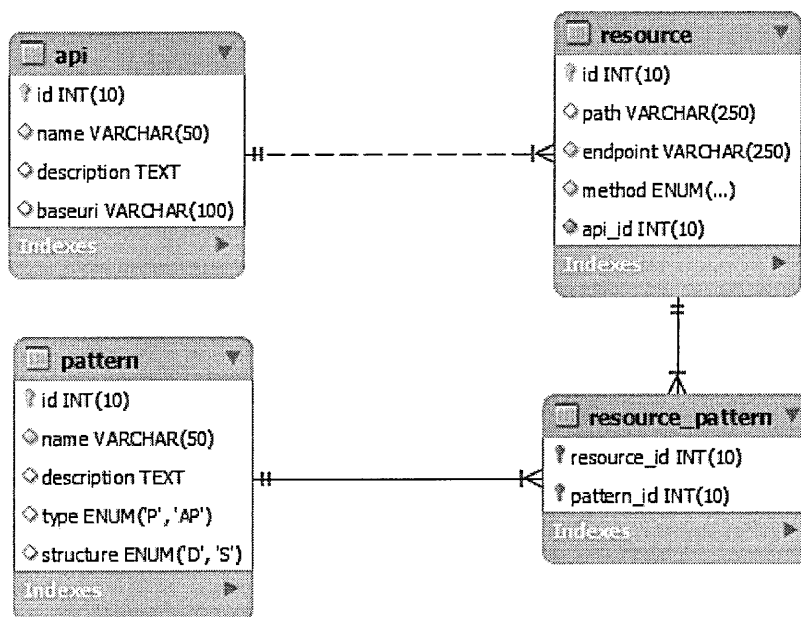 api
id INT(10)
name VARCHAR(50)
description TEXT
baseuri VARCHAR(100)
Indexes
resource
id INT(10)
path VARCHAR(250)
endpoint VARCHAR(250)
method ENUM(...)
api_id INT(10)
Indexes
pattern
id INT(10)
name VARCHAR(50)
description TEXT
type ENUM('P', 'AP')
structure ENUM('D', 'S')
Indexes
resource_pattern
resource_id INT(10)
pattern_id INT(10)
Indexes